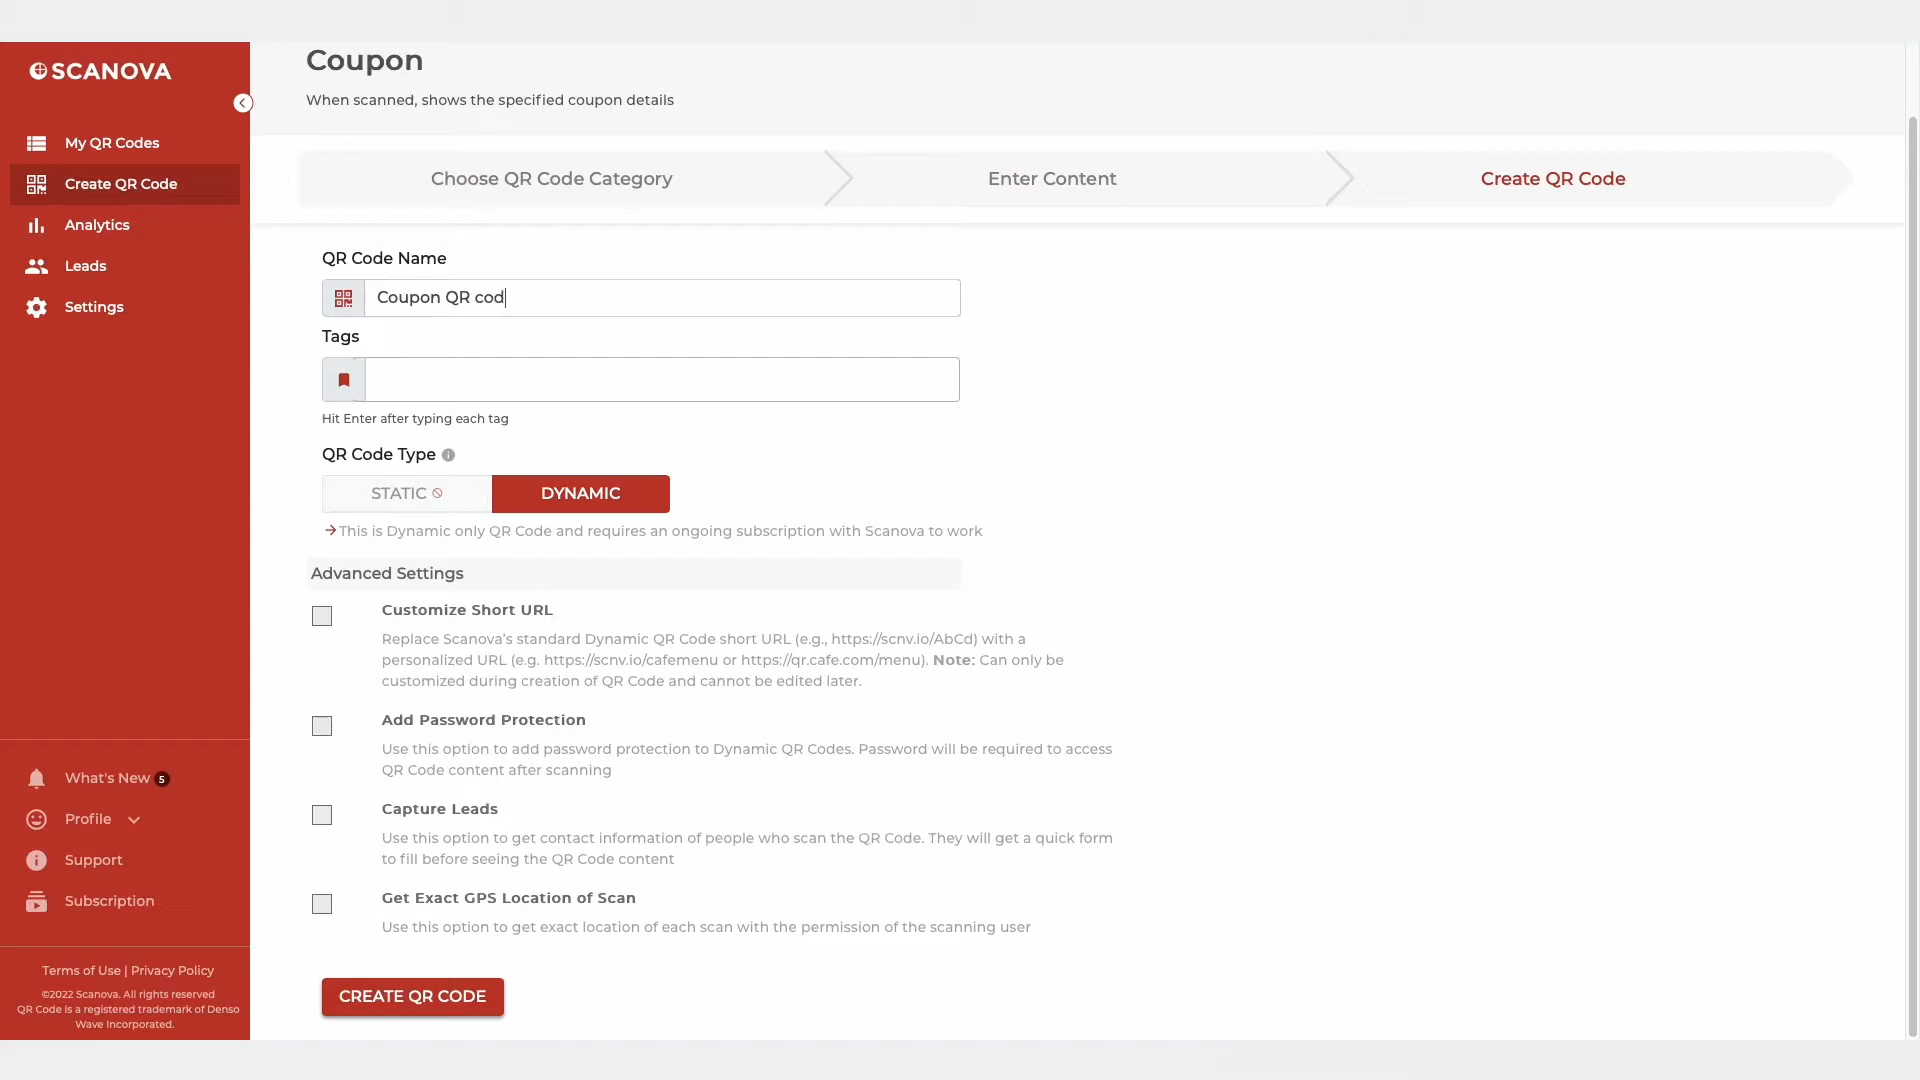 SCANOVA
My QR Codes
Create QR Code
Analytics
Leads
Settings
What's New 5
Profile
Support
Subscription
Terms of Use | Privacy Policy
©2022 Scanova. All rights reserved
QR Code is a registered trademark of Denso
Wave Incorporated.
Coupon
When scanned, shows the specified coupon details
Choose QR Code Category
Enter Content
Create QR Code
QR Code Name
Coupon QR cod
Tags
Hit Enter after typing each tag
QR Code Type
STATIC
DYNAMIC
This is Dynamic only QR Code and requires an ongoing subscription with Scanova to work
Advanced Settings
Customize Short URL
Replace Scanova's standard Dynamic QR Code short URL (e.g., https://scnv.io/AbCd) with a
personalized URL (e.g. https://scnv.io/cafemenu or https://qr.cafe.com/menu). Note: Can only be
customized during creation of QR Code and cannot be edited later.
Add Password Protection
Use this option to add password protection to Dynamic QR Codes. Password will be required to access
QR Code content after scanning
Capture Leads
Use this option to get contact information of people who scan the QR Code. They will get a quick form
to fill before seeing the QR Code content
Get Exact GPS Location of Scan
Use this option to get exact location of each scan with the permission of the scanning user
CREATE QR CODE